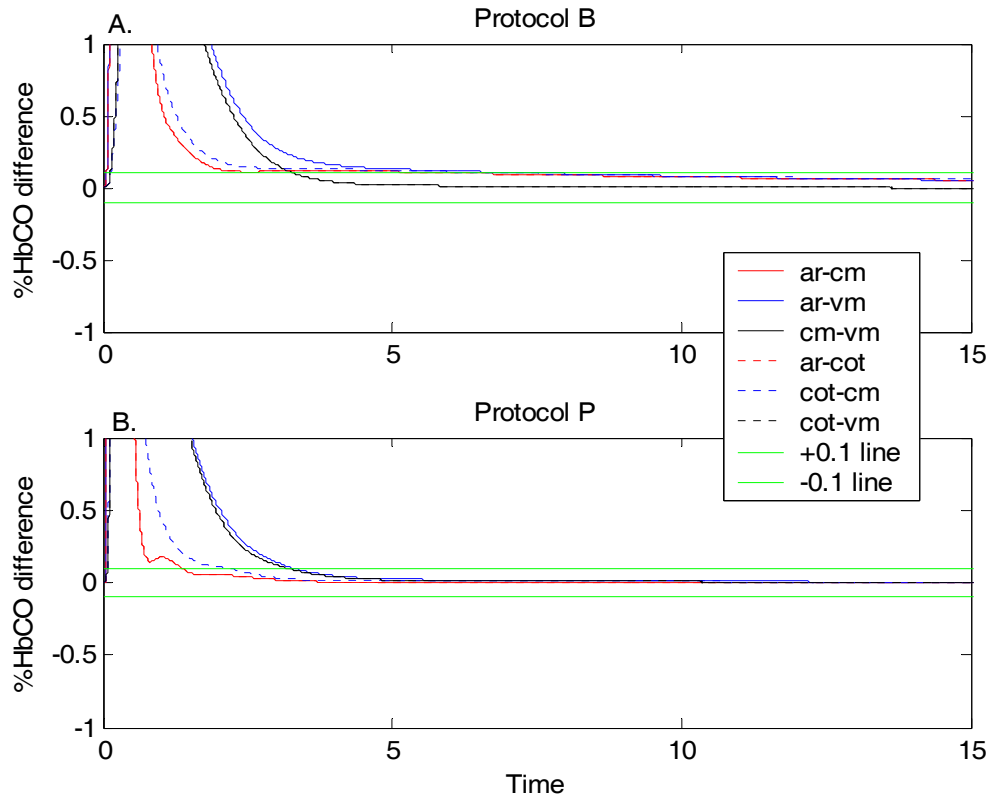 A.
Protocol B
1
0.5
0
-0.5
-1
%HbCO difference
0
5
10
15
ar-cm
ar-vm
cm-vm
ar-cot
cot-cm
cot-vm
+0.1 line
-0.1 line
B.
Protocol P
1
0.5
0
-0.5
-1
%HbCO difference
0
5
10
15
Time